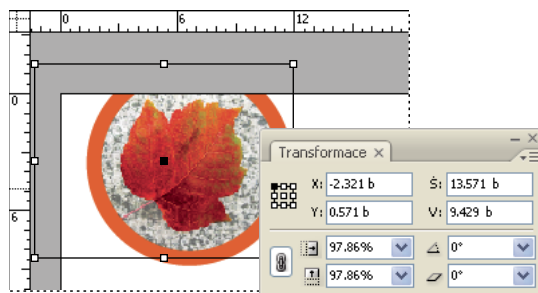 0 6 12
0
6
Transformace ×
X: -2.321 b Š: 13.571 b
Y: 0.571 b V: 9.429 b
97.86% 0°
97.86% 0°